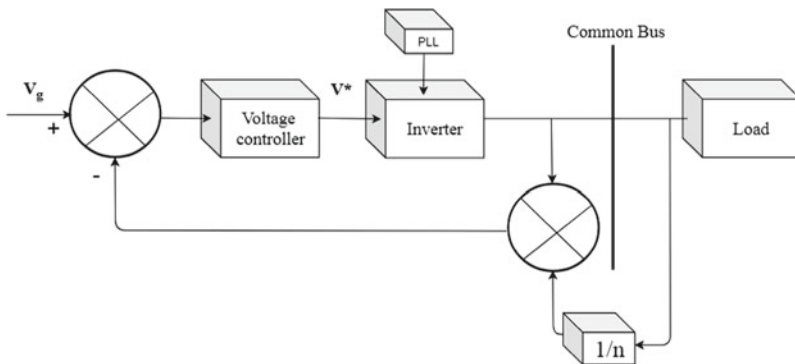 PLL
Common Bus
Vg
+
-
Voltage
controller
V*
Inverter
Load
1/n